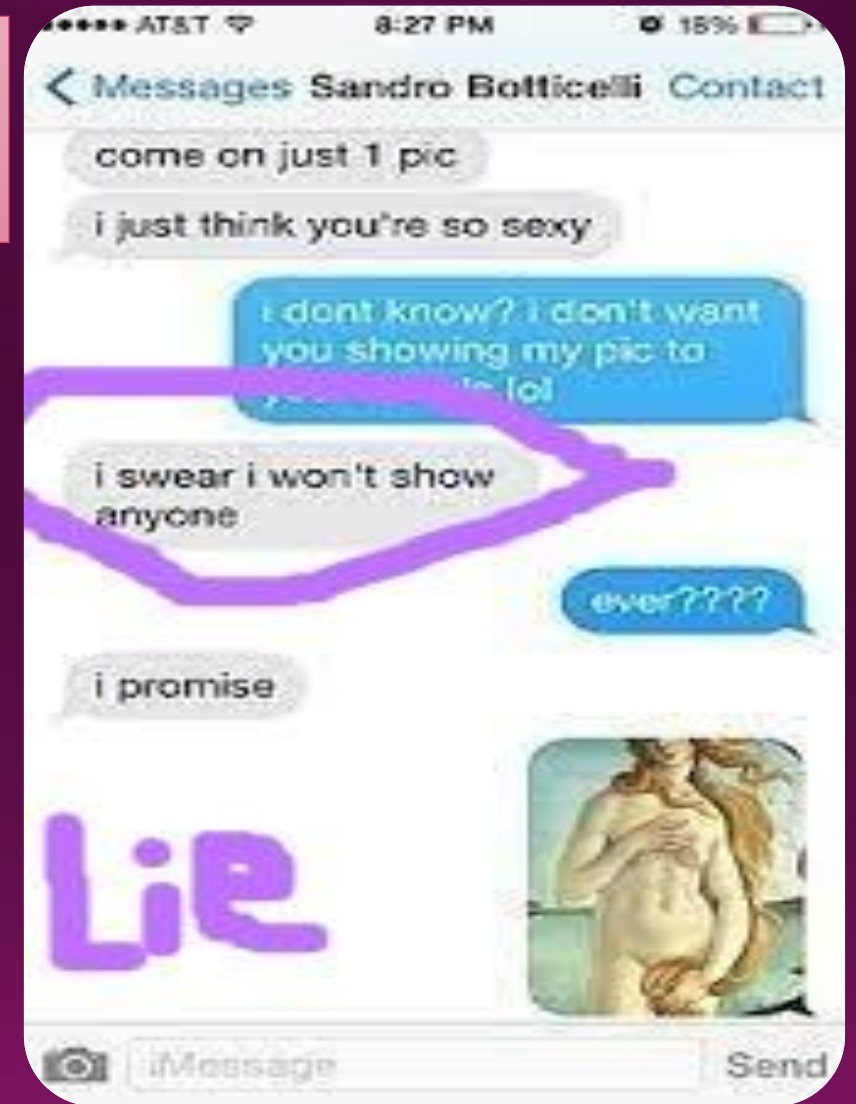 AT&T 8:27 PM 18%
Messages Sandro Botticelli Contact
come on just 1 pic
i just think you're so sexy
i dont know? i don't want
you showing my pic to
lol
i swear i won't show
anyone
ever????
i promise
Lie
iMessage Send